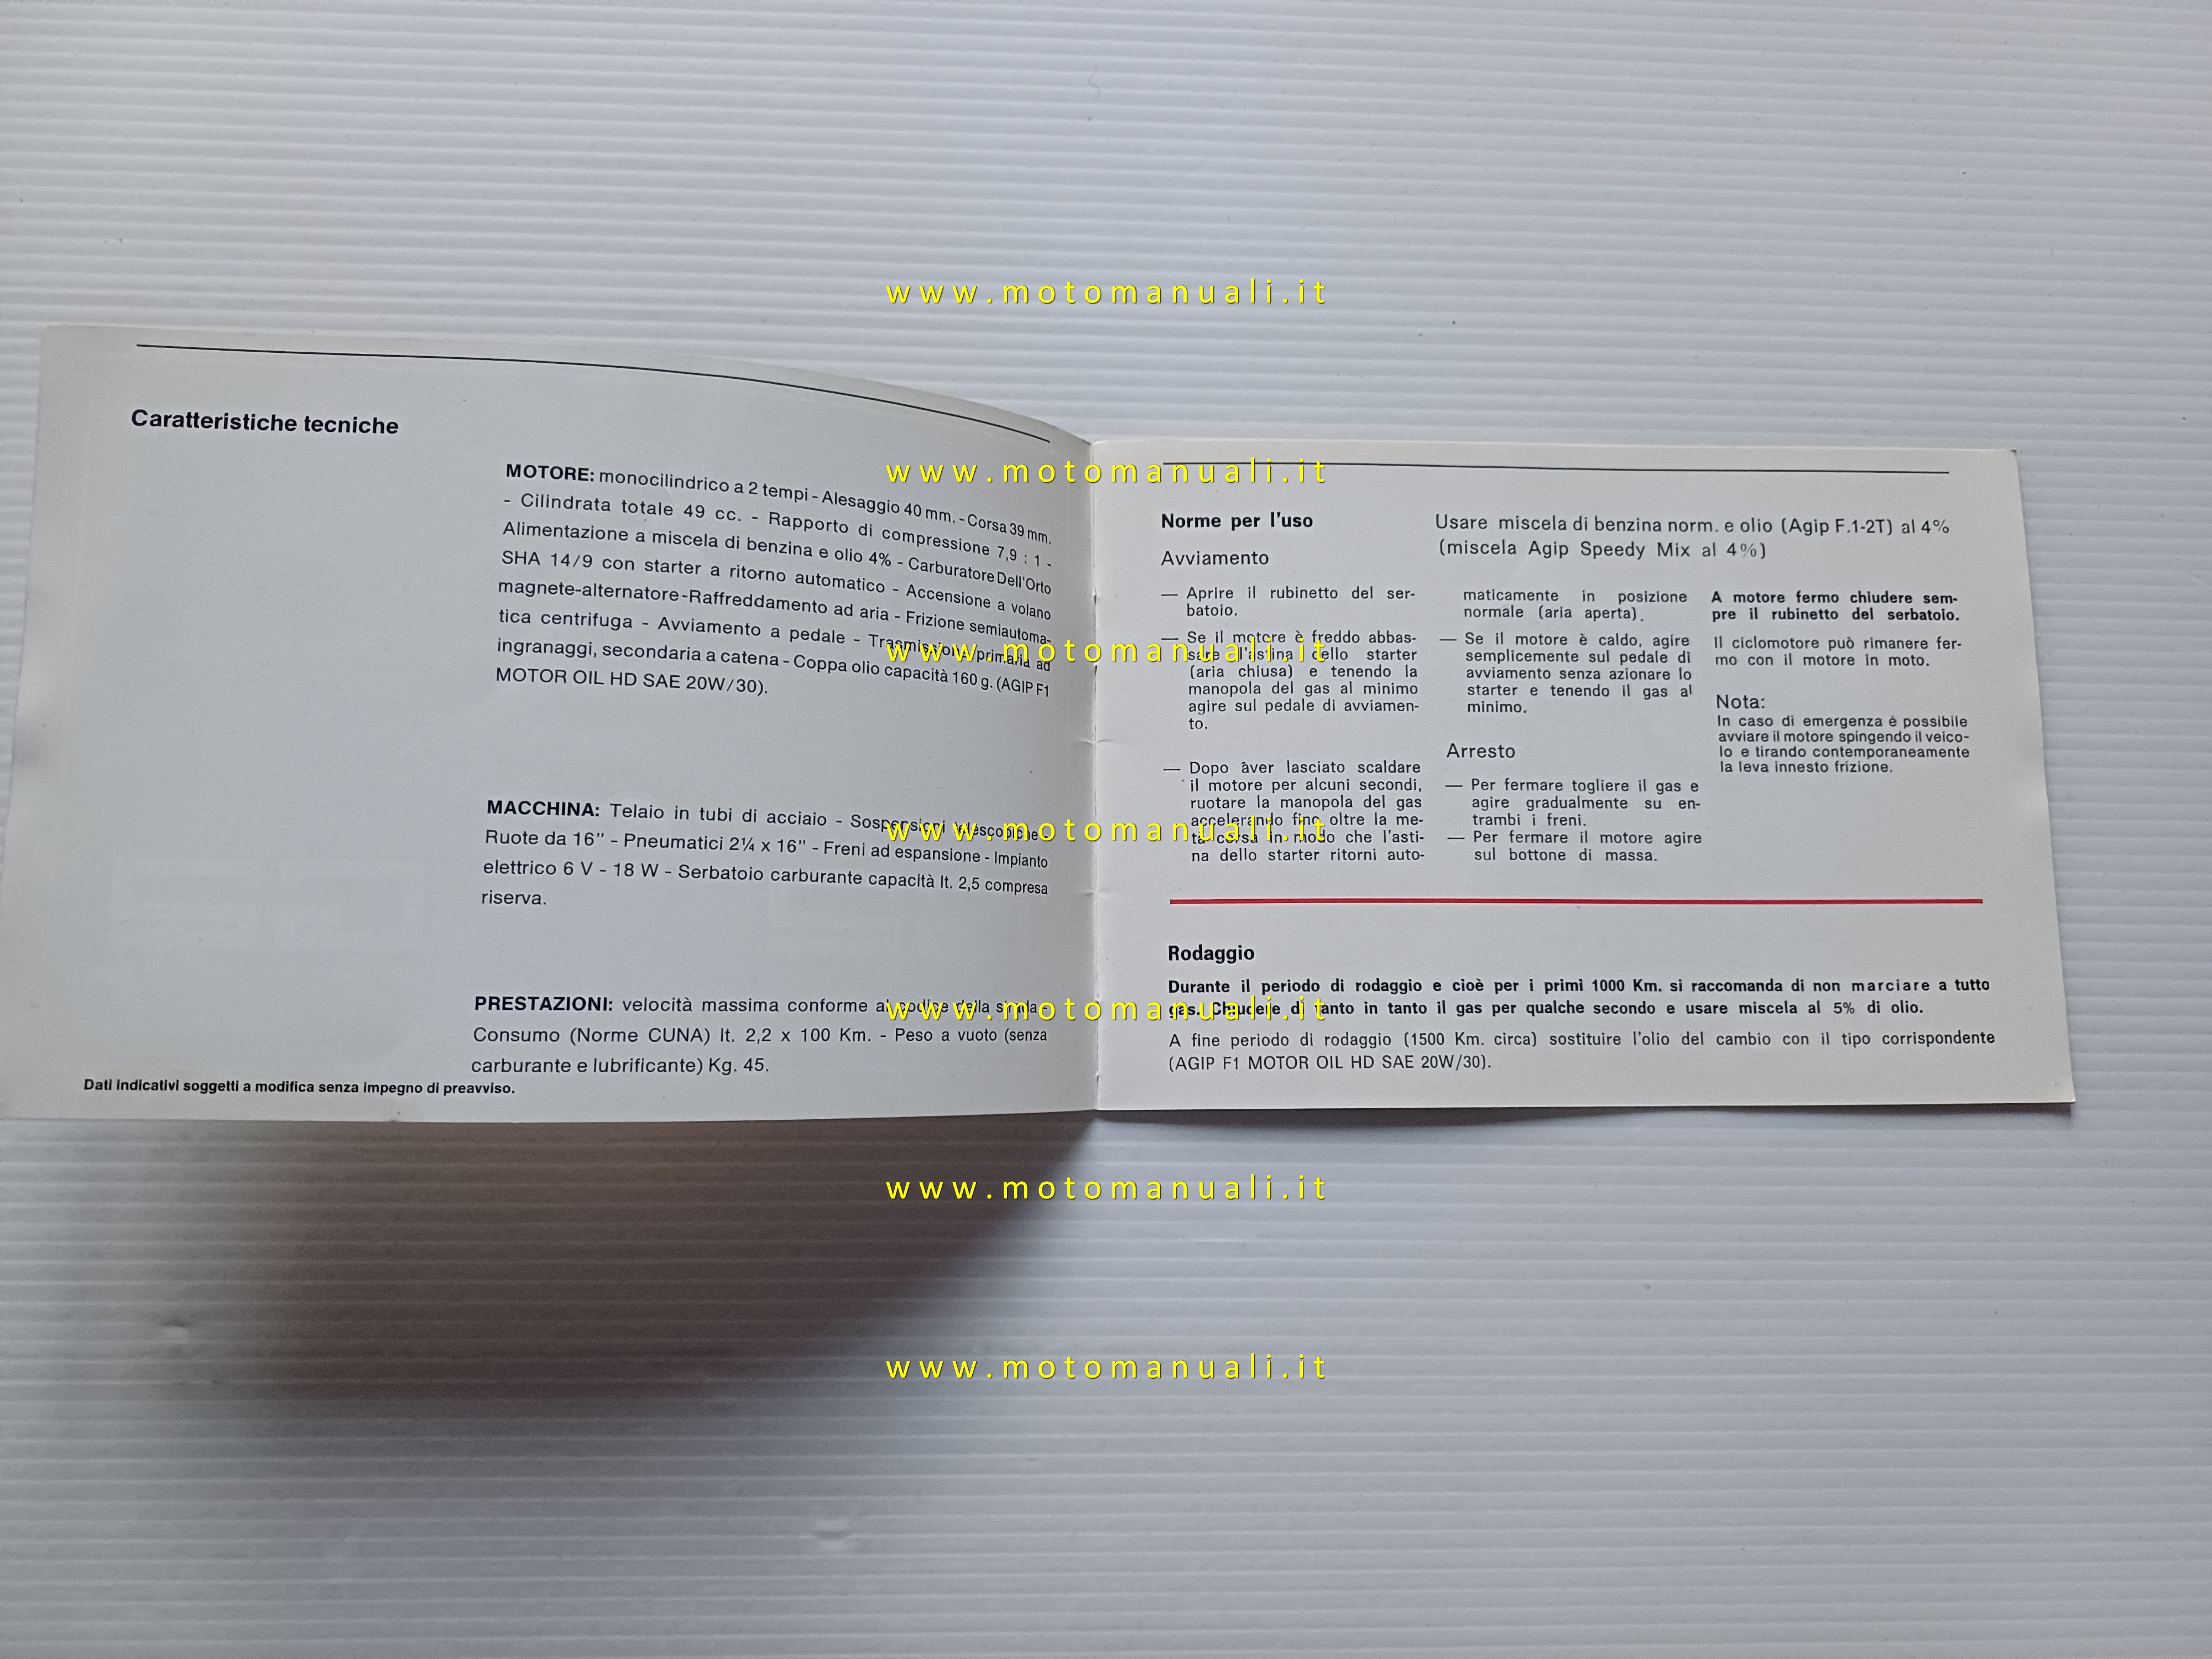 www.motomanuali.it
Caratteristiche tecniche
MOTORE: monocilindrico a 2 tempi - Alesaggio 40 mm. - Corsa 39 mm.
- Cilindrata totale 49 cc. - Rapporto di compressione 7,9 : 1 -
Alimentazione a miscela di benzina e olio 4% - Carburatore Dell'Orto
SHA 14/9 con starter a ritorno automatico - Accensione a volano
magnete-alternatore - Raffreddamento ad aria - Frizione semiautoma-
tica centrifuga - Avviamento a pedale - Trasmissione primaria ad
ingranaggi, secondaria a catena - Coppa olio capacità 160 g. (AGIP F1
MOTOR OIL HD SAE 20W/30).
MACCHINA: Telaio in tubi di acciaio - Sospensioni telescopiche -
Ruote da 16" - Pneumatici 2¼ x 16" - Freni ad espansione - Impianto
elettrico 6 V - 18 W - Serbatoio carburante capacità lt. 2,5 compresa
riserva.
PRESTAZIONI: velocità massima conforme al codice della strada -
Consumo (Norme CUNA) lt. 2,2 x 100 Km. - Peso a vuoto (senza
carburante e lubrificante) Kg. 45.
Dati indicativi soggetti a modifica senza impegno di preavviso.
www.motomanuali.it
Norme per l'uso
Usare miscela di benzina norm. e olio (Agip F.1-2T) al 4%
(miscela Agip Speedy Mix al 4%)
Avviamento
— Aprire il rubinetto del ser-
batoio.
— Se il motore è freddo abbas-
www.motomanuali.it
sare l'astina dello starter
(aria chiusa) e tenendo la
manopola del gas al minimo
agire sul pedale di avviamen-
to.
— Dopo aver lasciato scaldare
il motore per alcuni secondi,
ruotare la manopola del gas
accelerando fino oltre la me-
www.motomanuali.it
tà corsa in modo che l'asti-
na dello starter ritorni auto-
maticamente in posizione
normale (aria aperta).
— Se il motore è caldo, agire
semplicemente sul pedale di
avviamento senza azionare lo
starter e tenendo il gas al
minimo.
Arresto
— Per fermare togliere il gas e
agire gradualmente su en-
trambi i freni.
— Per fermare il motore agire
sul bottone di massa.
A motore fermo chiudere sem-
pre il rubinetto del serbatoio.
Il ciclomotore può rimanere fer-
mo con il motore in moto.
Nota:
In caso di emergenza è possibile
avviare il motore spingendo il veico-
lo e tirando contemporaneamente
la leva innesto frizione.
Rodaggio
Durante il periodo di rodaggio e cioè per i primi 1000 Km. si raccomanda di non marciare a tutto
gas. Chiudere di tanto in tanto il gas per qualche secondo e usare miscela al 5% di olio.
www.motomanuali.it
A fine periodo di rodaggio (1500 Km. circa) sostituire l'olio del cambio con il tipo corrispondente
(AGIP F1 MOTOR OIL HD SAE 20W/30).
www.motomanuali.it
www.motomanuali.it